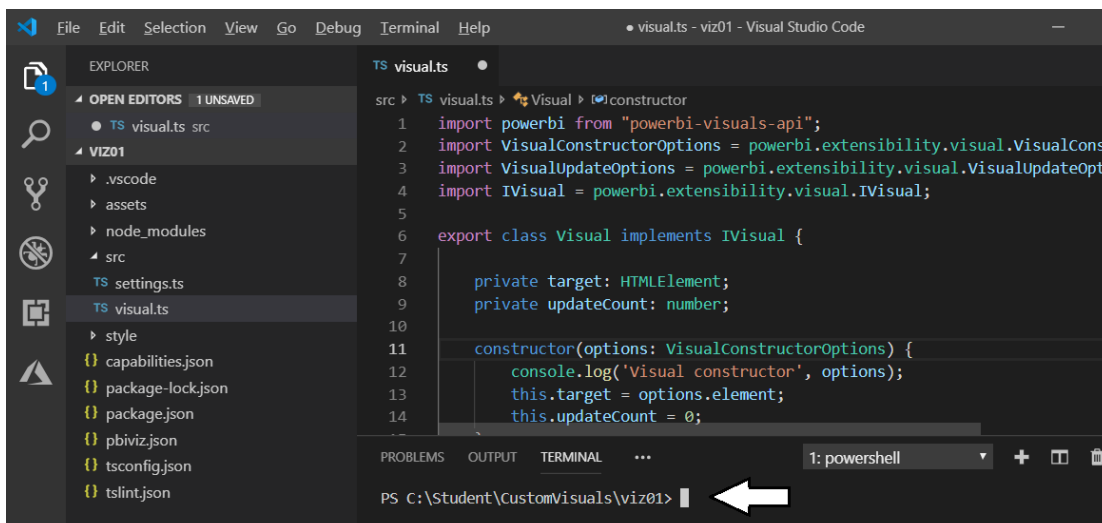 File Edit Selection View Go Debug Terminal Help ● visual.ts - viz01 - Visual Studio Code
1
EXPLORER
OPEN EDITORS 1 UNSAVED
● TS visual.ts src
VIZ01
.vscode
assets
node_modules
src
TS settings.ts
TS visual.ts
style
{} capabilities.json
{} package-lock.json
{} package.json
{} pbiviz.json
{} tsconfig.json
{} tslint.json
TS visual.ts ●
src TS visual.ts Visual constructor
1 import powerbi from "powerbi-visuals-api";
2 import VisualConstructorOptions = powerbi.extensibility.visual.VisualCons
3 import VisualUpdateOptions = powerbi.extensibility.visual.VisualUpdateOpt
4 import IVisual = powerbi.extensibility.visual.IVisual;
5
6 export class Visual implements IVisual {
7
8 private target: HTMLElement;
9 private updateCount: number;
10
11 constructor(options: VisualConstructorOptions) {
12 console.log('Visual constructor', options);
13 this.target = options.element;
14 this.updateCount = 0;
PROBLEMS OUTPUT TERMINAL ••• 1: powershell
PS C:\Student\CustomVisuals\viz01>